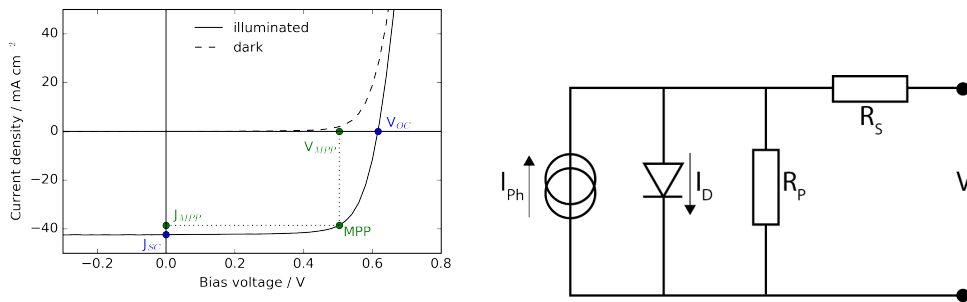 40
20
0
−20
−40
−0.2
0.0
0.2
0.4
0.6
0.8
Current density / mA cm ²
Bias voltage / V
illuminated
dark
V_OC
V_MPP
J_MPP
MPP
J_SC
I_Ph
I_D
R_P
R_S
V